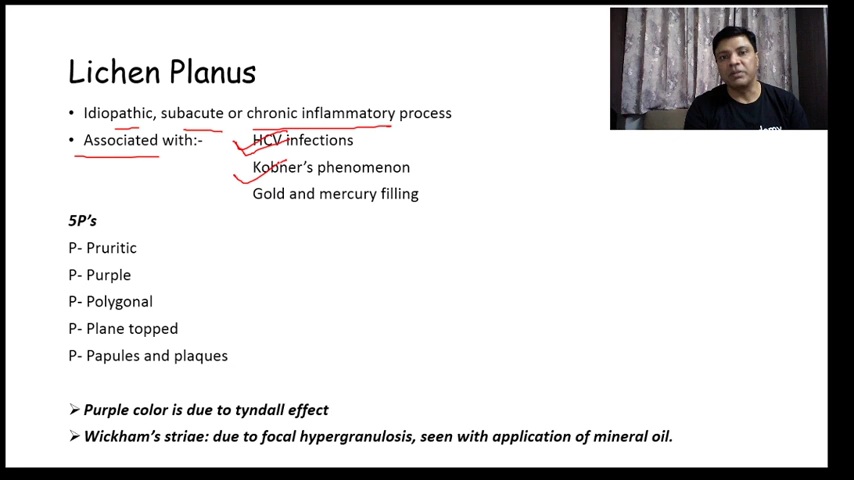 Lichen Planus
• Idiopathic, subacute or chronic inflammatory process
• Associated with:- HCV infections
Kobner's phenomenon
Gold and mercury filling
5P's
P- Pruritic
P- Purple
P- Polygonal
P- Plane topped
P- Papules and plaques
➢ Purple color is due to tyndall effect
➢ Wickham's striae: due to focal hypergranulosis, seen with application of mineral oil.